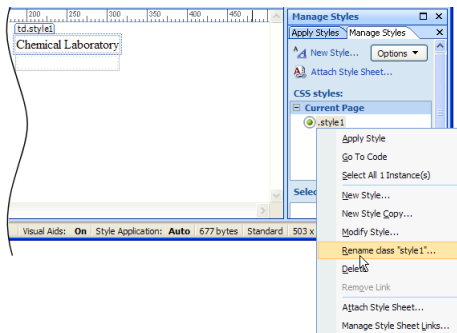 200 250 300 350 400 450
td.style1
Chemical Laboratory
Manage Styles
Apply Styles Manage Styles
New Style... Options
Attach Style Sheet...
CSS styles:
Current Page
.style1
Apply Style
Go To Code
Select All 1 Instance(s)
New Style...
New Style Copy...
Modify Style...
Rename class "style1"...
Delete
Remove Link
Attach Style Sheet...
Manage Style Sheet Links...
Selec
Visual Aids: On Style Application: Auto 677 bytes Standard 503 x